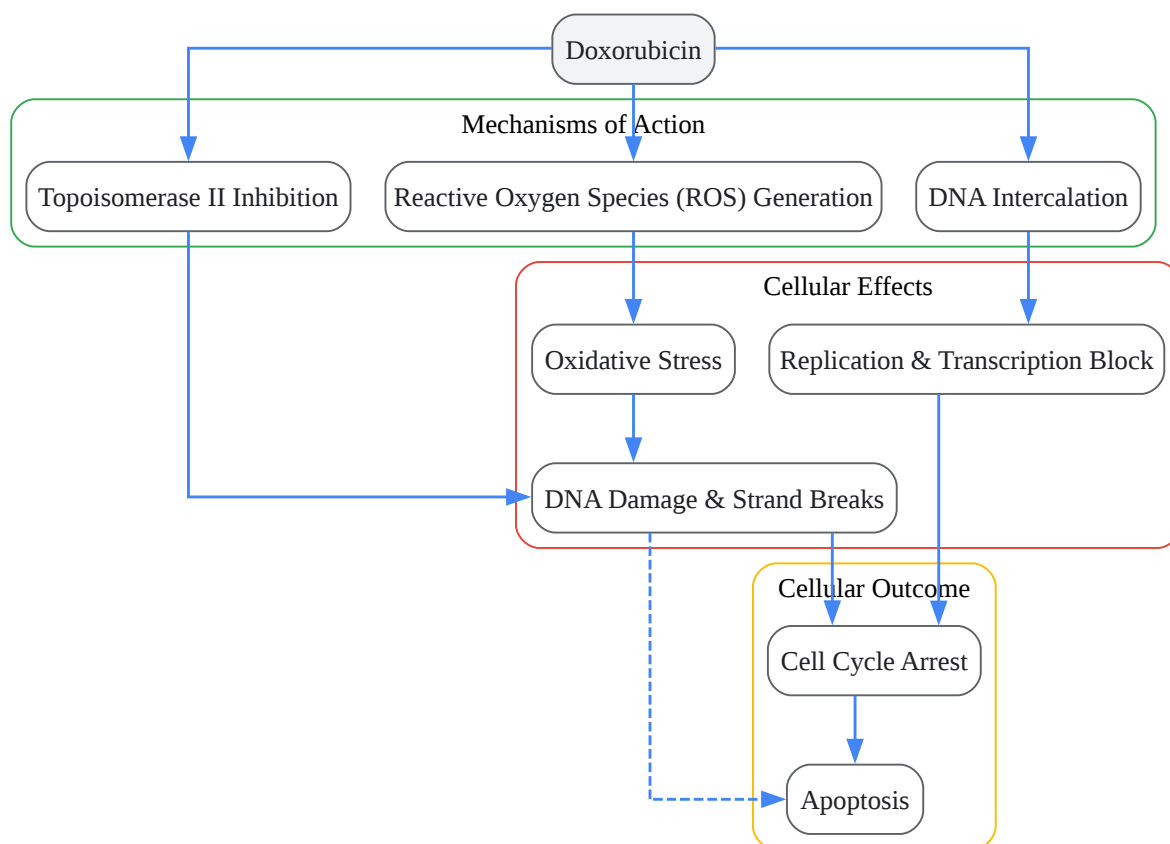 Doxorubicin
Mechanisms of Action
Topoisomerase II Inhibition
Reactive Oxygen Species (ROS) Generation
DNA Intercalation
Cellular Effects
Oxidative Stress
Replication & Transcription Block
DNA Damage & Strand Breaks
Cellular Outcome
Cell Cycle Arrest
Apoptosis